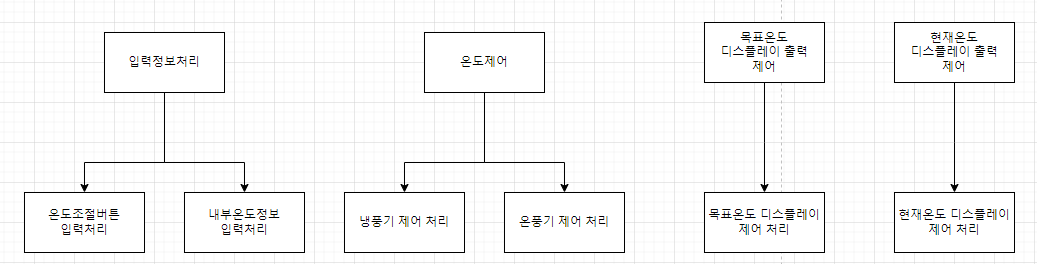 입력정보처리
온도제어
목표온도
디스플레이 출력
제어
현재온도
디스플레이 출력
제어
온도조절버튼
입력처리
내부온도정보
입력처리
냉풍기 제어 처리
온풍기 제어 처리
목표온도 디스플레이
제어 처리
현재온도 디스플레이
제어 처리